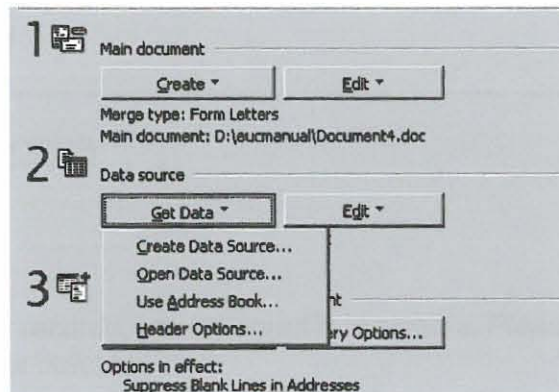 1 Main document
Create Edit
Merge type: Form Letters
Main document: D:\eucmanual\Document4.doc
2 Data source
Get Data Edit
Create Data Source...
Open Data Source...
3 Use Address Book...
Header Options... Options...
Options in effect:
Suppress Blank Lines in Addresses